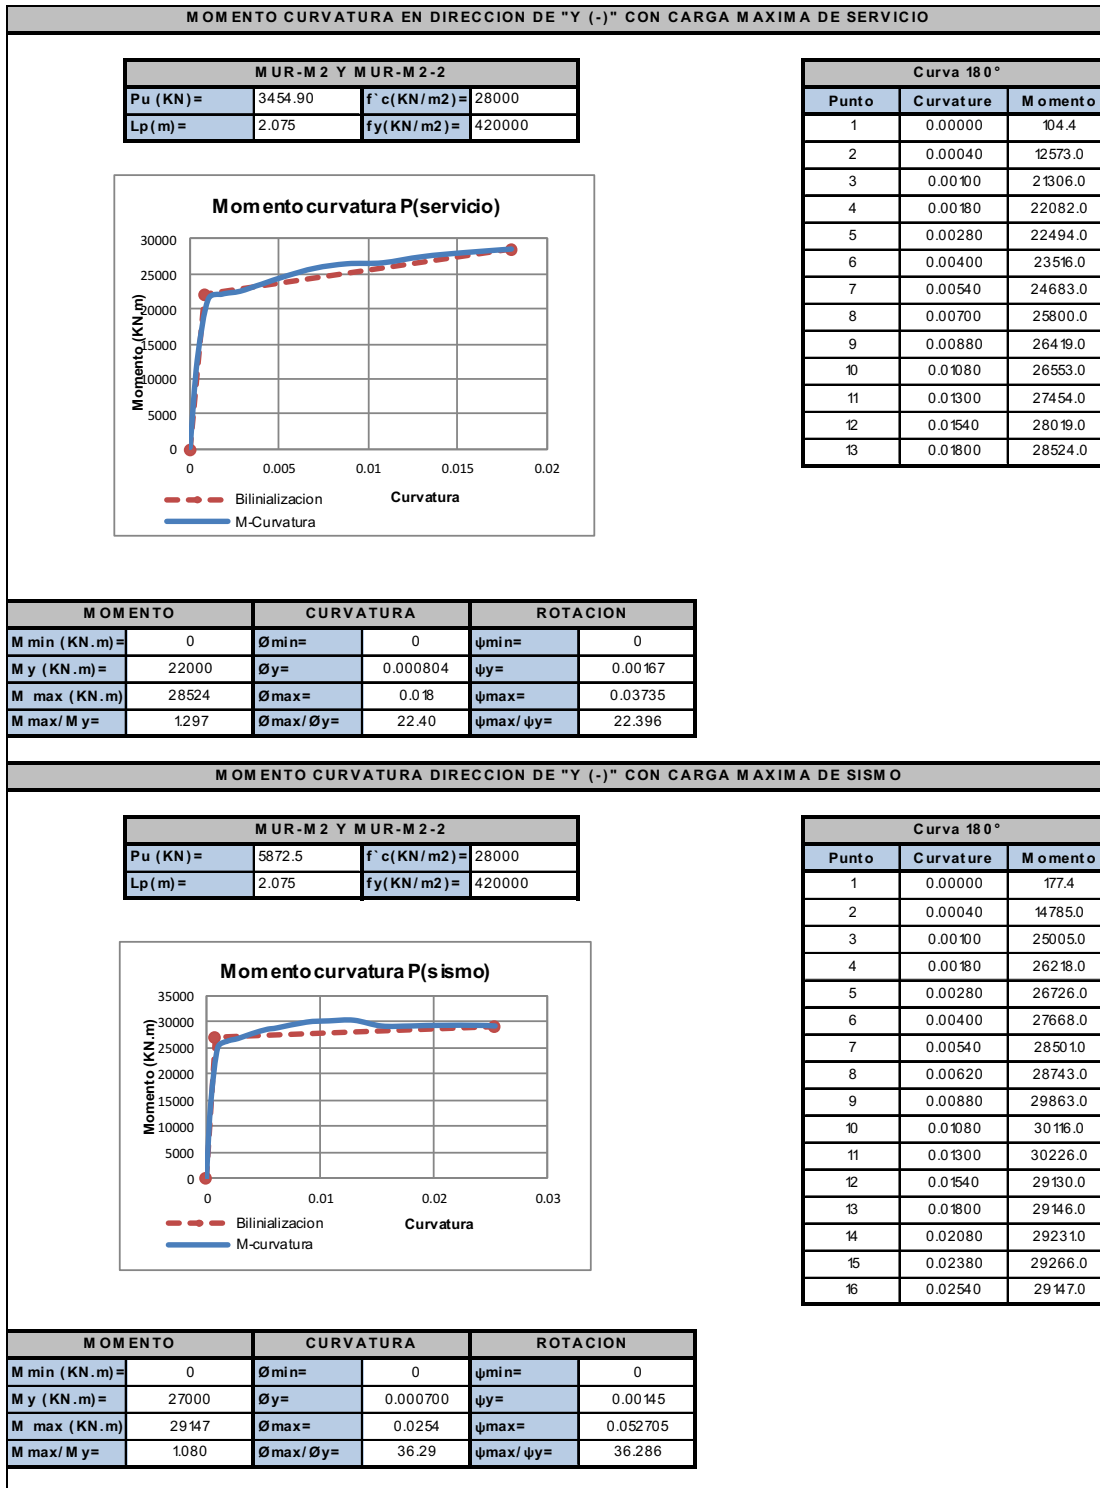 MOMENTO CURVATURA EN DIRECCION DE "Y (-)" CON CARGA MAXIMA DE SERVICIO
MUR-M2 Y MUR-M2-2
Pu (KN)= 3454.90 f`c(KN/m2)= 28000
Lp(m)= 2.075 fy(KN/m2)= 420000
Curva 180°
Punto Curvature Momento
1 0.00000 104.4
2 0.00040 12573.0
3 0.00100 21306.0
4 0.00180 22082.0
5 0.00280 22494.0
6 0.00400 23516.0
7 0.00540 24683.0
8 0.00700 25800.0
9 0.00880 26419.0
10 0.01080 26553.0
11 0.01300 27454.0
12 0.01540 28019.0
13 0.01800 28524.0
Momento curvatura P(servicio)
Momento (KN.m)
30000
25000
20000
15000
10000
5000
0
0 0.005 0.01 0.015 0.02
Curvatura
Bilinializacion
M-Curvatura
MOMENTO CURVATURA ROTACION
M min (KN.m)= 0 Ømin= 0 ψmin= 0
My (KN.m)= 22000 Øy= 0.000804 ψy= 0.00167
M max (KN.m) 28524 Ømax= 0.018 ψmax= 0.03735
M max/My= 1.297 Ømax/Øy= 22.40 ψmax/ψy= 22.396
MOMENTO CURVATURA DIRECCION DE "Y (-)" CON CARGA MAXIMA DE SISMO
MUR-M2 Y MUR-M2-2
Pu (KN)= 5872.5 f`c(KN/m2)= 28000
Lp(m)= 2.075 fy(KN/m2)= 420000
Curva 180°
Punto Curvature Momento
1 0.00000 177.4
2 0.00040 14785.0
3 0.00100 25005.0
4 0.00180 26218.0
5 0.00280 26726.0
6 0.00400 27668.0
7 0.00540 28501.0
8 0.00620 28743.0
9 0.00880 29863.0
10 0.01080 30116.0
11 0.01300 30226.0
12 0.01540 29130.0
13 0.01800 29146.0
14 0.02080 29231.0
15 0.02380 29266.0
16 0.02540 29147.0
Momento curvatura P(sismo)
Momento (KN.m)
35000
30000
25000
20000
15000
10000
5000
0
0 0.01 0.02 0.03
Curvatura
Bilinializacion
M-curvatura
MOMENTO CURVATURA ROTACION
M min (KN.m)= 0 Ømin= 0 ψmin= 0
My (KN.m)= 27000 Øy= 0.000700 ψy= 0.00145
M max (KN.m) 29147 Ømax= 0.0254 ψmax= 0.052705
M max/My= 1.080 Ømax/Øy= 36.29 ψmax/ψy= 36.286